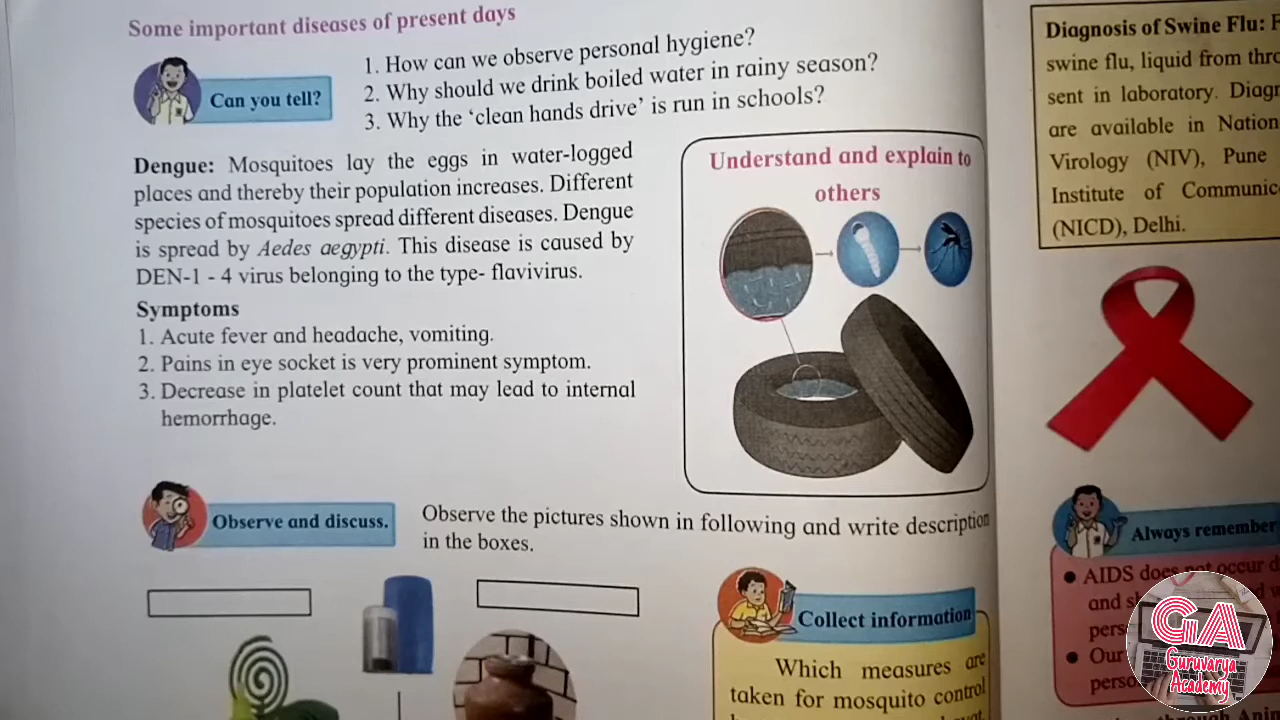 Some important diseases of present days
Can you tell?
1. How can we observe personal hygiene?
2. Why should we drink boiled water in rainy season?
3. Why the ‘clean hands drive’ is run in schools?
Dengue: Mosquitoes lay the eggs in water-logged
places and thereby their population increases. Different
species of mosquitoes spread different diseases. Dengue
is spread by Aedes aegypti. This disease is caused by
DEN-1 - 4 virus belonging to the type- flavivirus.
Symptoms
1. Acute fever and headache, vomiting.
2. Pains in eye socket is very prominent symptom.
3. Decrease in platelet count that may lead to internal
hemorrhage.
Understand and explain to
others
Observe and discuss.
Observe the pictures shown in following and write description
in the boxes.
Collect information
Which measures are
taken for mosquito control
Diagnosis of Swine Flu:
swine flu, liquid from
sent in laboratory.
are available in
Virology (NIV), Pune
Institute of
(NICD), Delhi.
Always remember
AIDS does not occur
and
Our
GA
Guruvarya
Academy